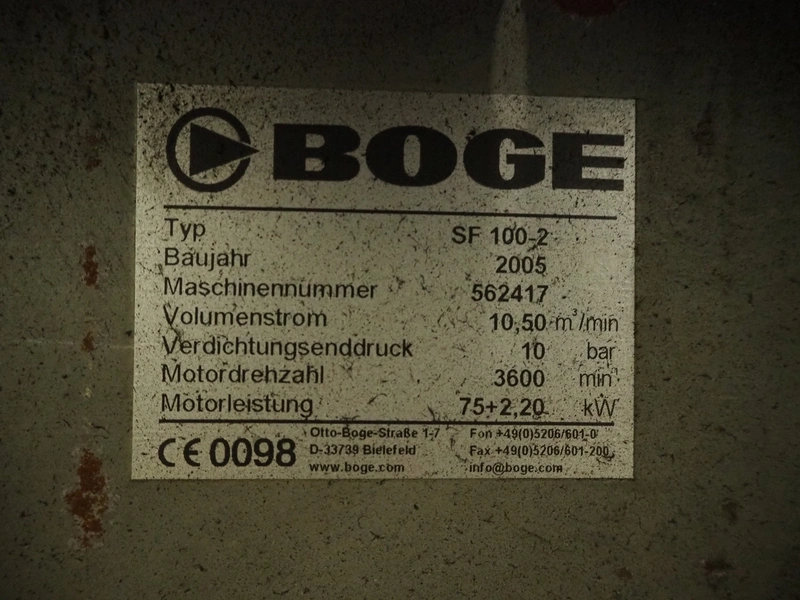 BOGE
Typ SF 100-2
Baujahr 2005
Maschinennummer 562417
Volumenstrom 10,50 m³/min
Verdichtungsenddruck 10 bar
Motordrehzahl 3600 min⁻¹
Motorleistung 75+2,20 kW
CE 0098
Otto-Boge-Straße 1-7 Fon +49(0)5206/601-0
D-33739 Bielefeld Fax +49(0)5206/601-200
www.boge.com info@boge.com